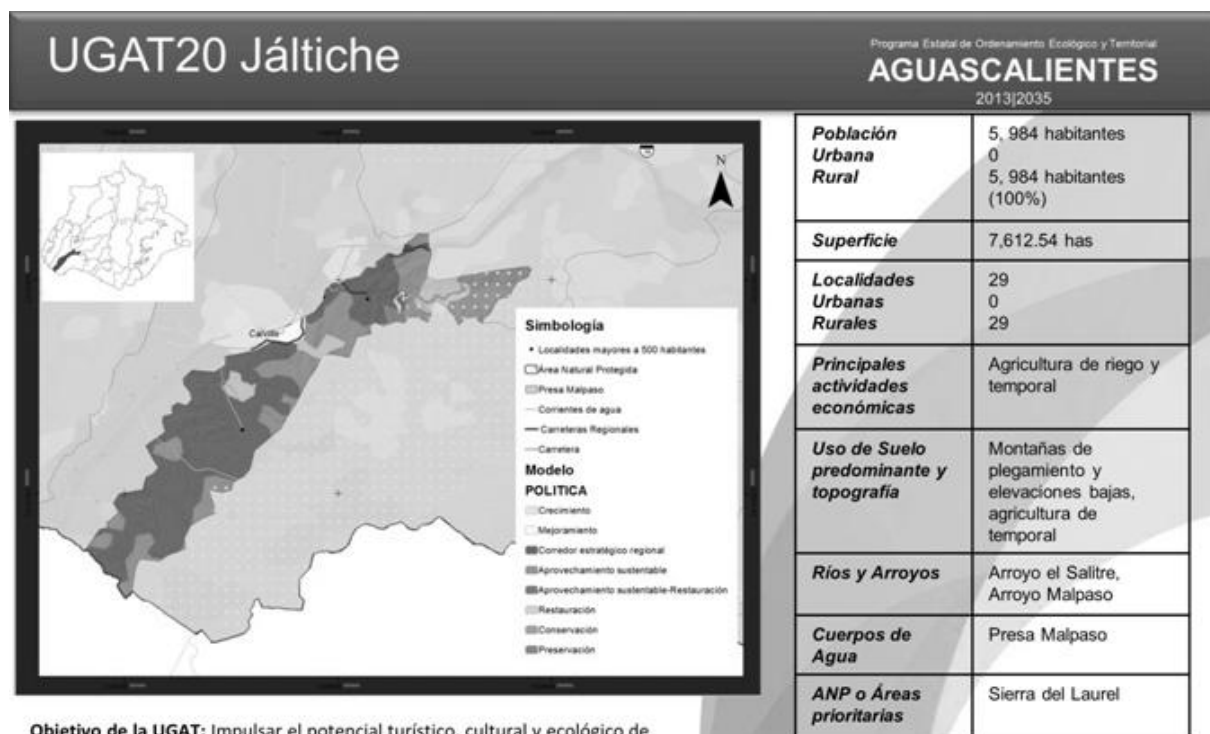 UGAT20 Jáltiche
Programa Estatal de Ordenamiento Ecológico y Territorial
AGUASCALIENTES
2013|2035
N
Calvillo
Simbología
Localidades mayores a 500 habitantes
Área Natural Protegida
Presa Malpaso
Corrientes de agua
Carreteras Regionales
Carretera
Modelo
POLITICA
Crecimiento
Mejoramiento
Corredor estratégico regional
Aprovechamiento sustentable
Aprovechamiento sustentable-Restauración
Restauración
Conservación
Preservación
Población 5, 984 habitantes
Urbana 0
Rural 5, 984 habitantes
(100%)
Superficie 7,612.54 has
Localidades 29
Urbanas 0
Rurales 29
Principales Agricultura de riego y
actividades temporal
económicas
Uso de Suelo Montañas de
predominante y plegamiento y
topografía elevaciones bajas,
agricultura de
temporal
Ríos y Arroyos Arroyo el Salitre,
Arroyo Malpaso
Cuerpos de Presa Malpaso
Agua
ANP o Áreas Sierra del Laurel
prioritarias
Objetivo de la UGAT: Impulsar el potencial turístico, cultural y ecológico de